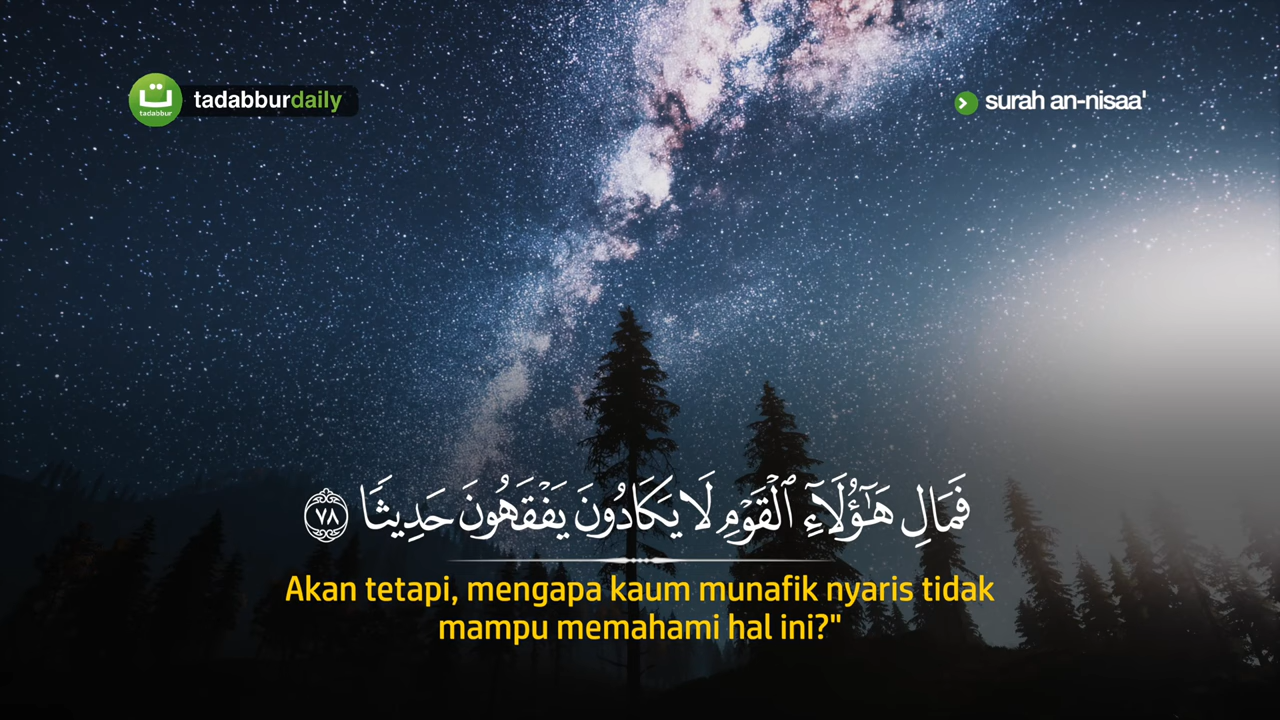 ت
tadabbur
tadabburdaily
surah an-nisaa'
فَمَالِ هَٰٓؤُلَآءِ ٱلْقَوْمِ لَا يَكَادُونَ يَفْقَهُونَ حَدِيثًا ٧٨
Akan tetapi, mengapa kaum munafik nyaris tidak
mampu memahami hal ini?"